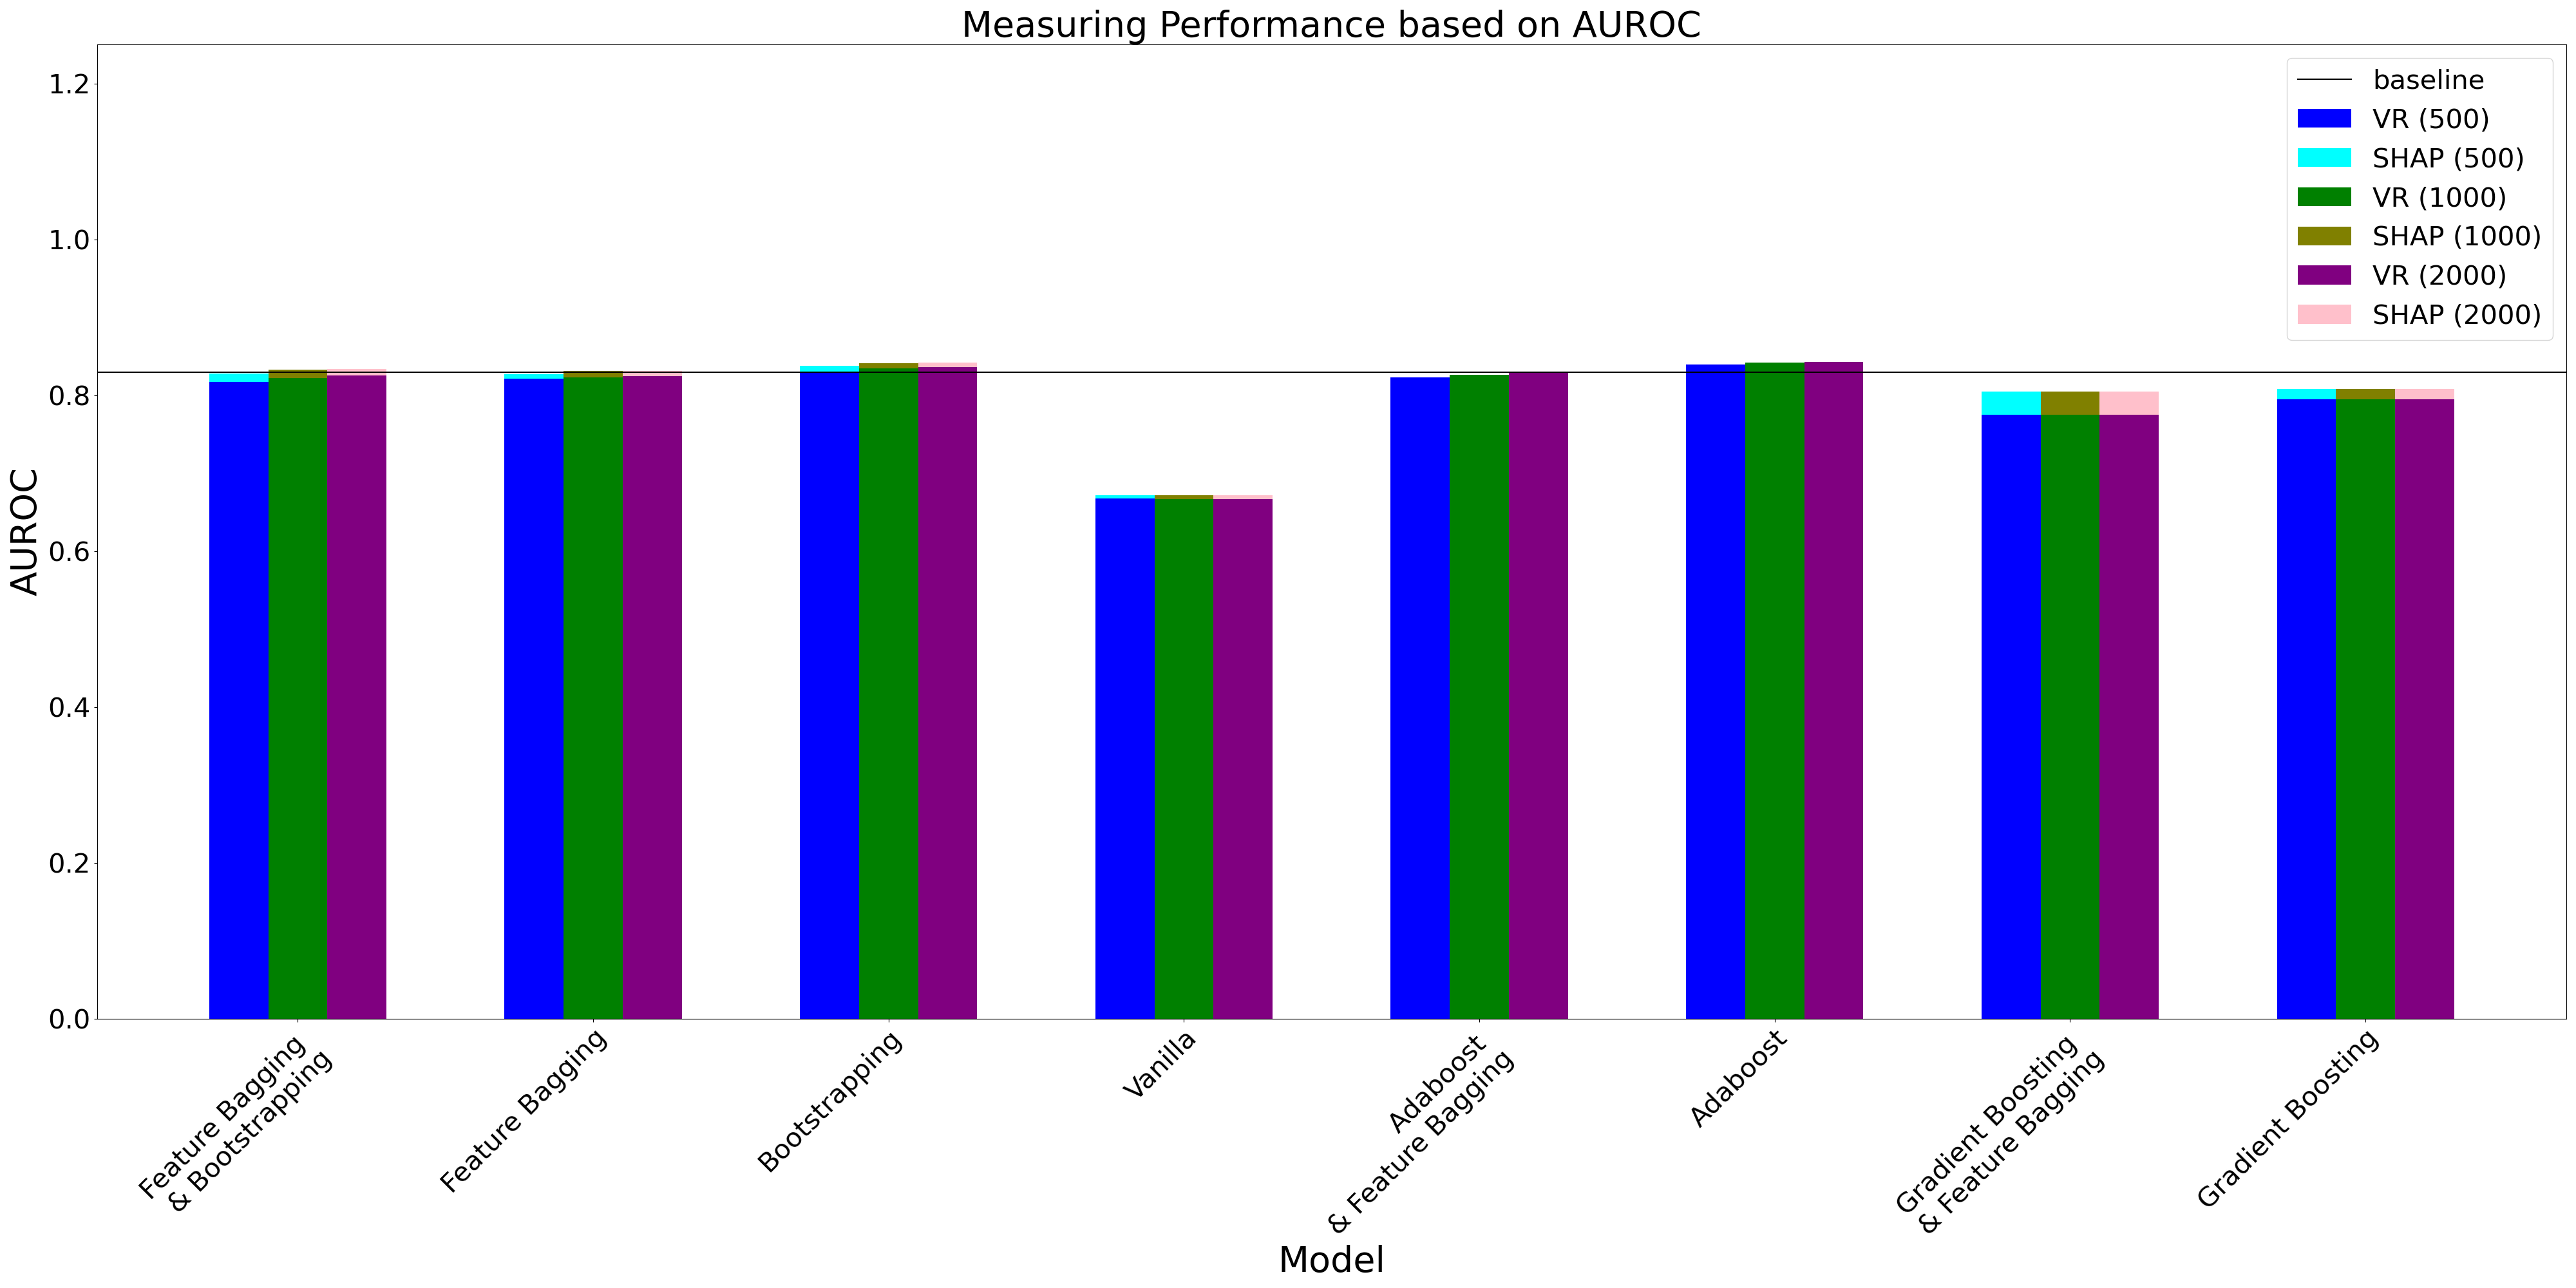 Measuring Performance based on AUROC
1.2
1.0
0.8
0.6
0.4
0.2
0.0
AUROC
baseline
VR (500)
SHAP (500)
VR (1000)
SHAP (1000)
VR (2000)
SHAP (2000)
Feature Bagging
& Bootstrapping
Feature Bagging
Bootstrapping
Vanilla
Adaboost
& Feature Bagging
Adaboost
Gradient Boosting
& Feature Bagging
Gradient Boosting
Model